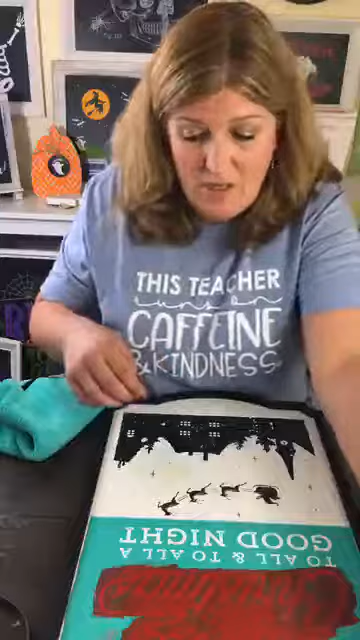 THIS TEACHER
runs on
CAFFEINE
& KINDNESS
TO ALL & TO ALL A
GOOD NIGHT